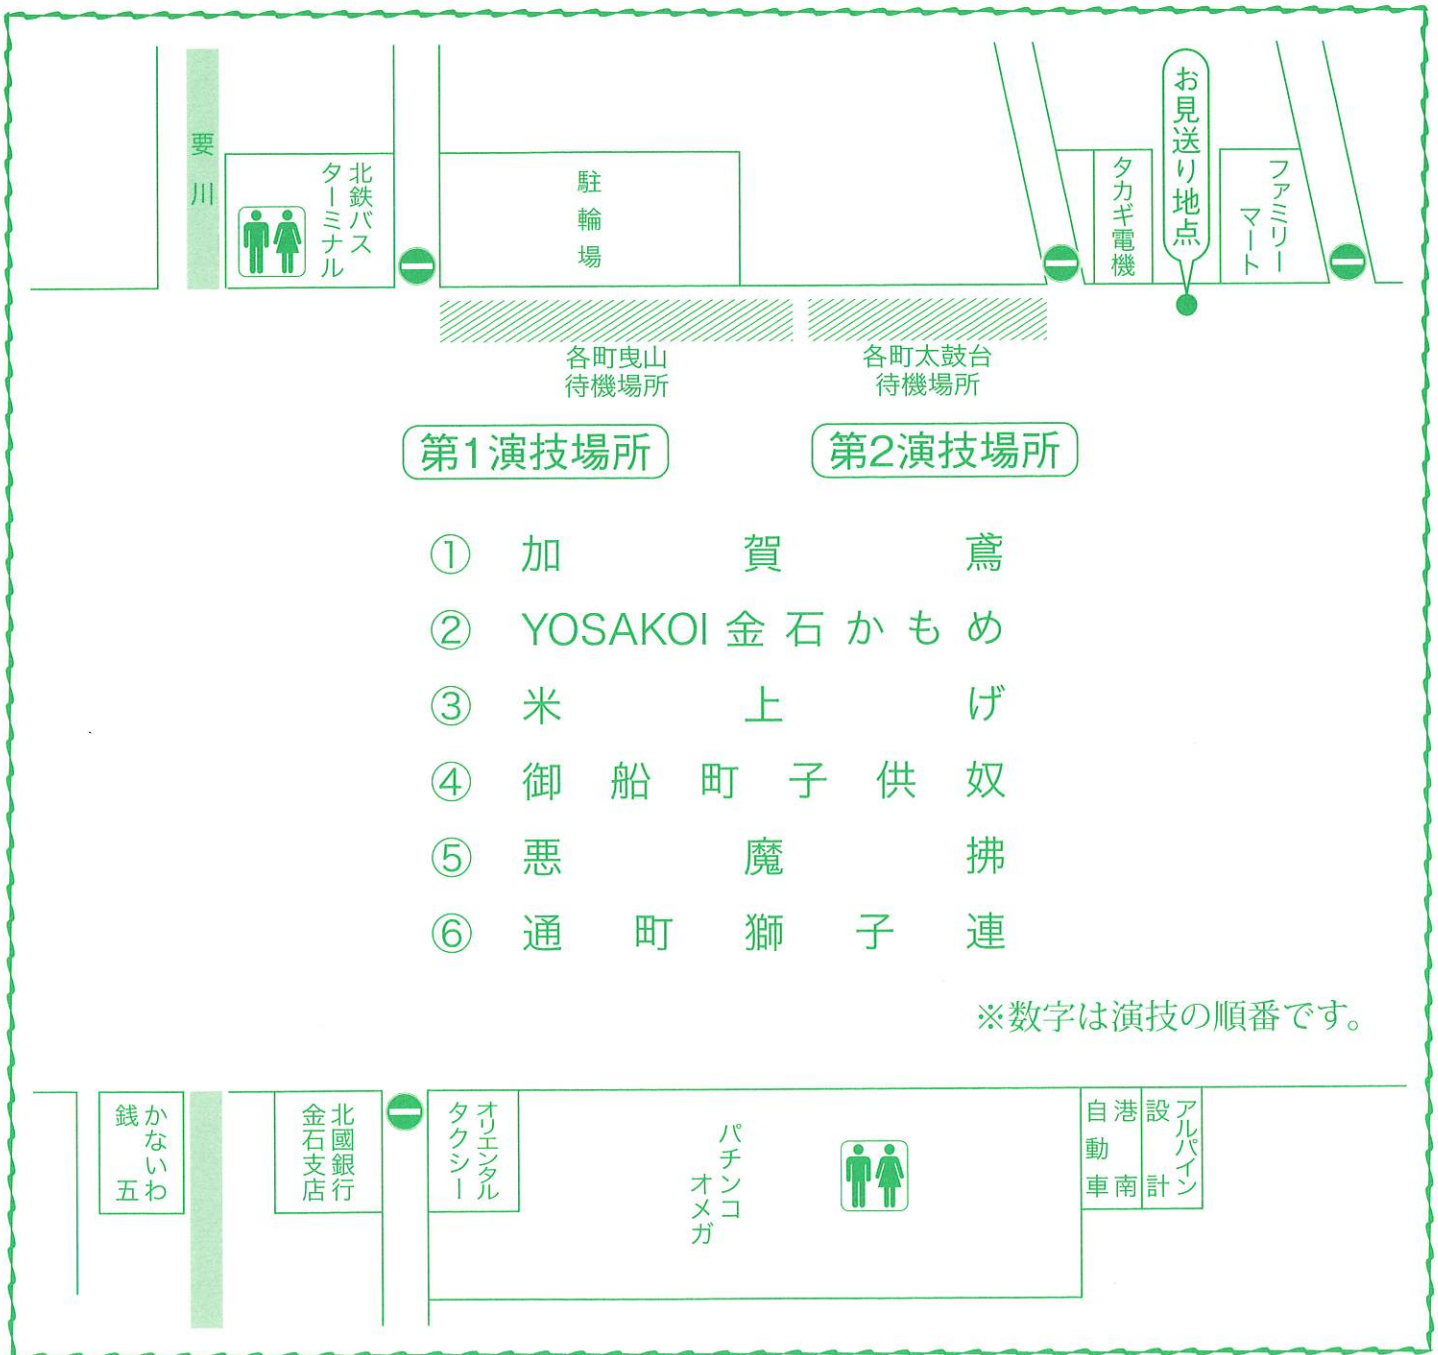 要川
北鉄バス
ターミナル
駐輪場
タカギ電機
お見送り地点
ファミリー
マート
各町曳山
待機場所
各町太鼓台
待機場所
第1演技場所
第2演技場所
① 加賀鳶
② YOSAKOI金石かもめ
③ 米上げ
④ 御船町子供奴
⑤ 悪魔拂
⑥ 通町獅子連
※数字は演技の順番です。
かないわ
銭五
北國銀行
金石支店
オリエンタル
タクシー
パチンコ
オメガ
港南
自動車
アルパイン
設計